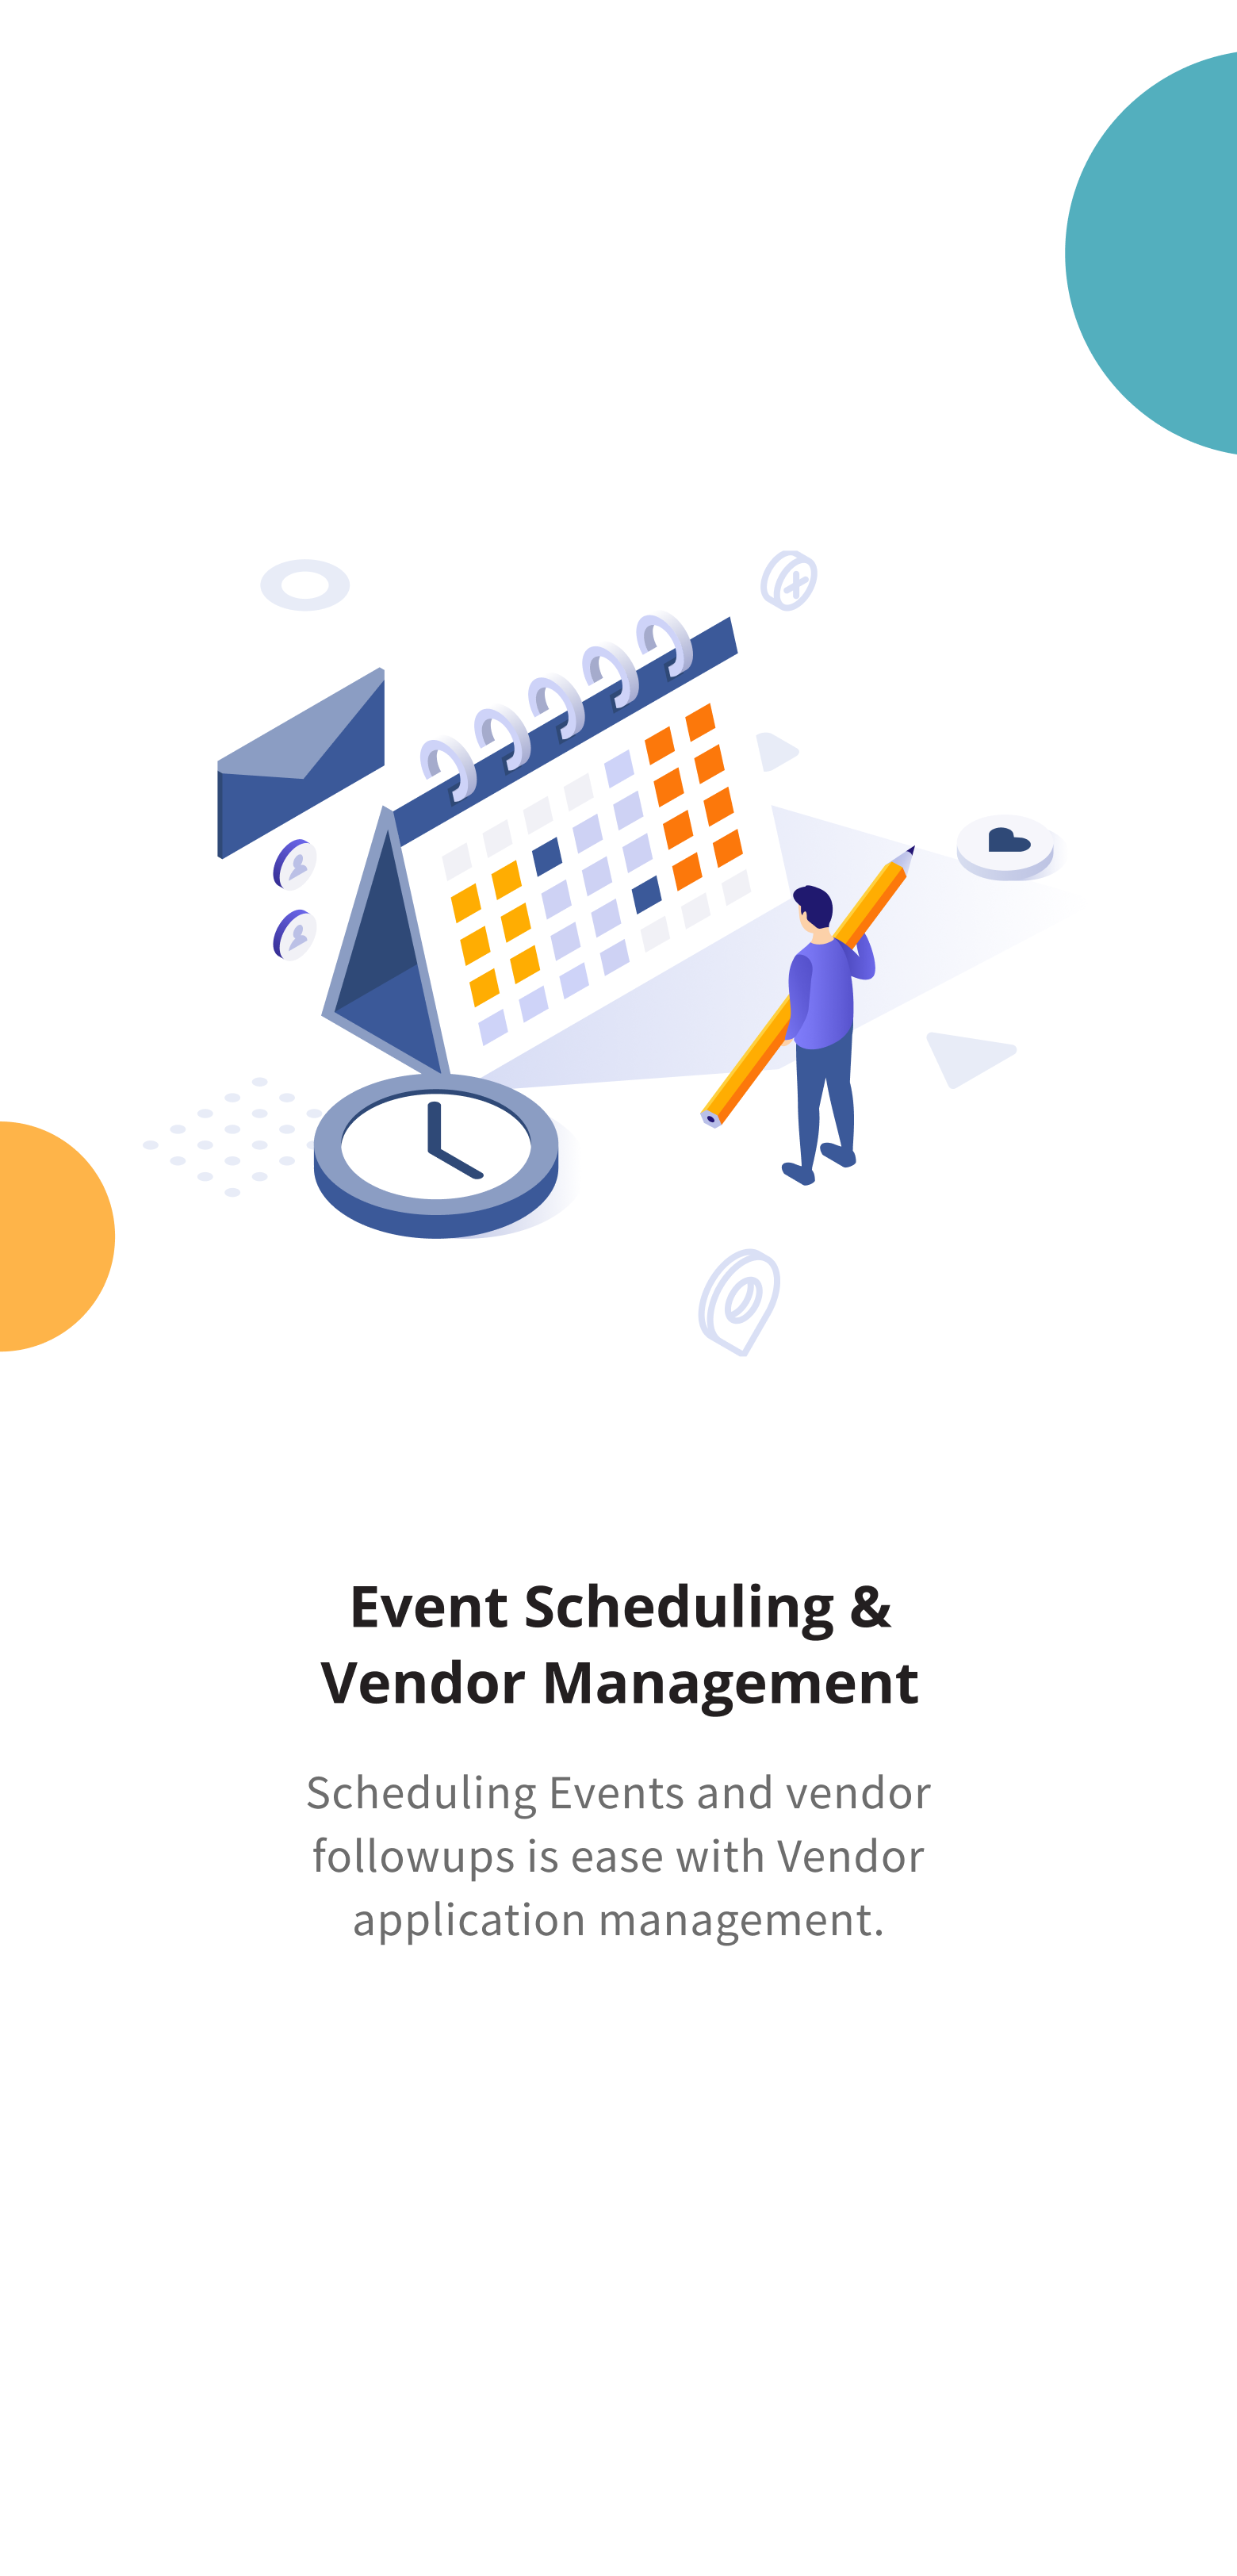 Event Scheduling &
Vendor Management
Scheduling Events and vendor
followups is ease with Vendor
application management.